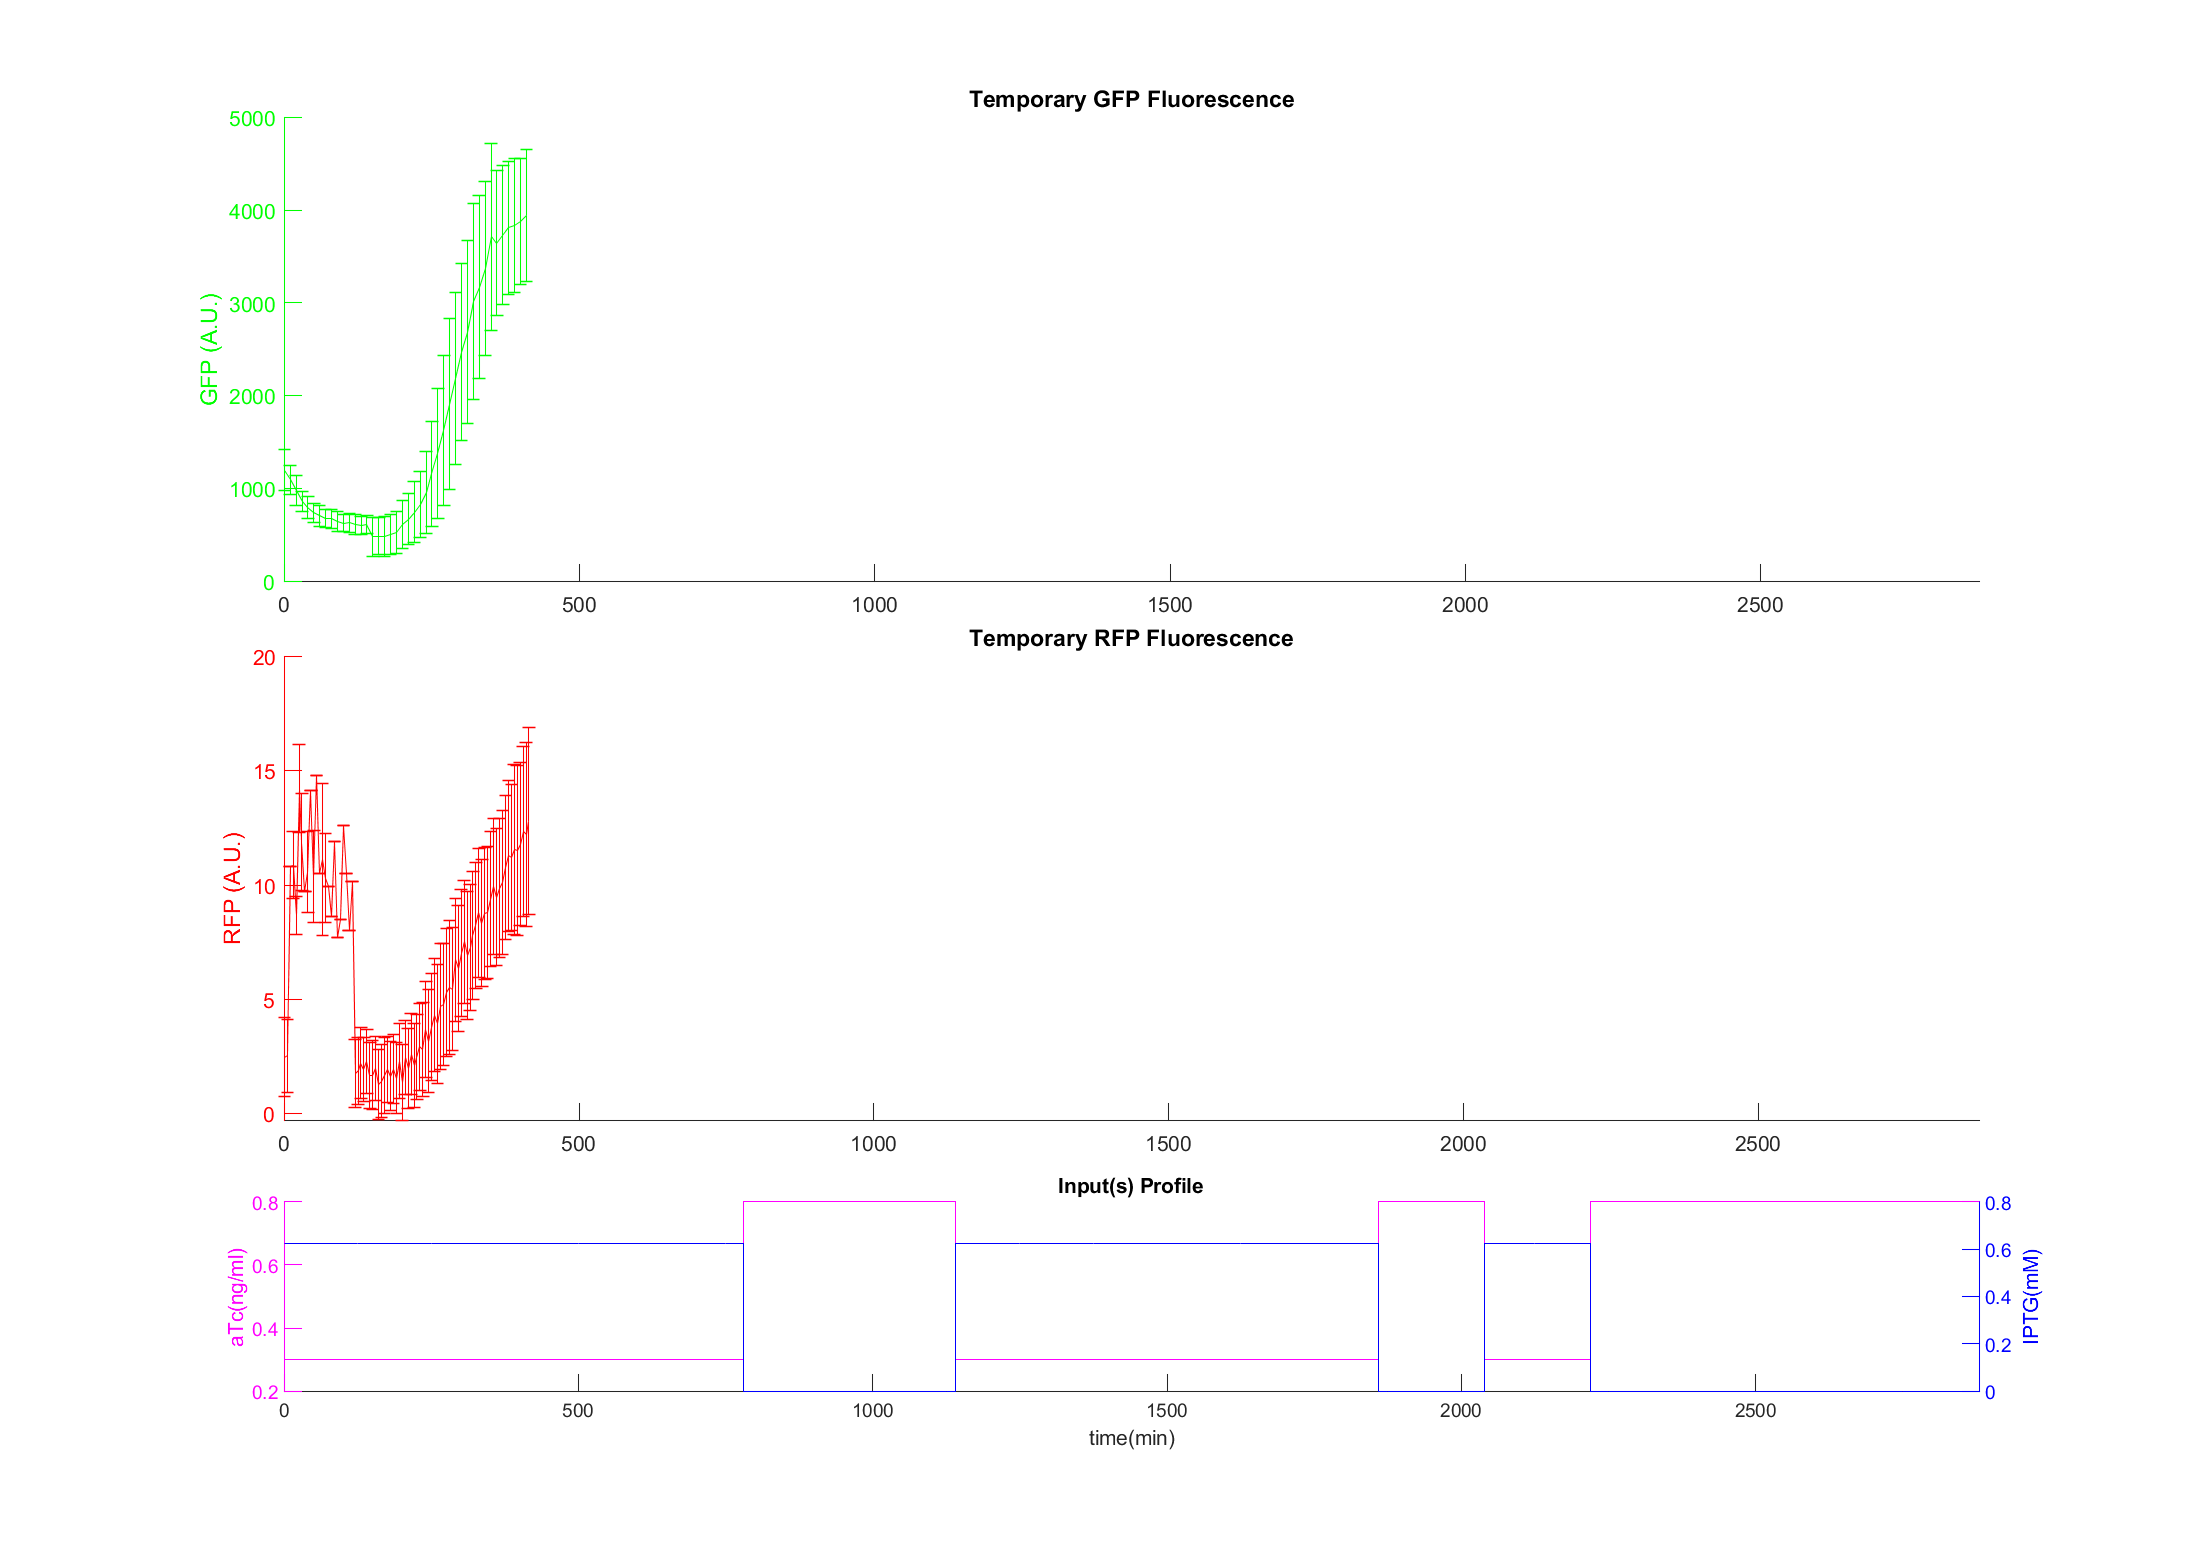 Temporary GFP Fluorescence
GFP (A.U.)
5000
4000
3000
2000
1000
0
0 500 1000 1500 2000 2500
Temporary RFP Fluorescence
RFP (A.U.)
20
15
10
5
0
0 500 1000 1500 2000 2500
Input(s) Profile
aTc(ng/ml)
0.8
0.6
0.4
0.2
IPTG(mM)
0.8
0.6
0.4
0.2
0
0 500 1000 1500 2000 2500
time(min)